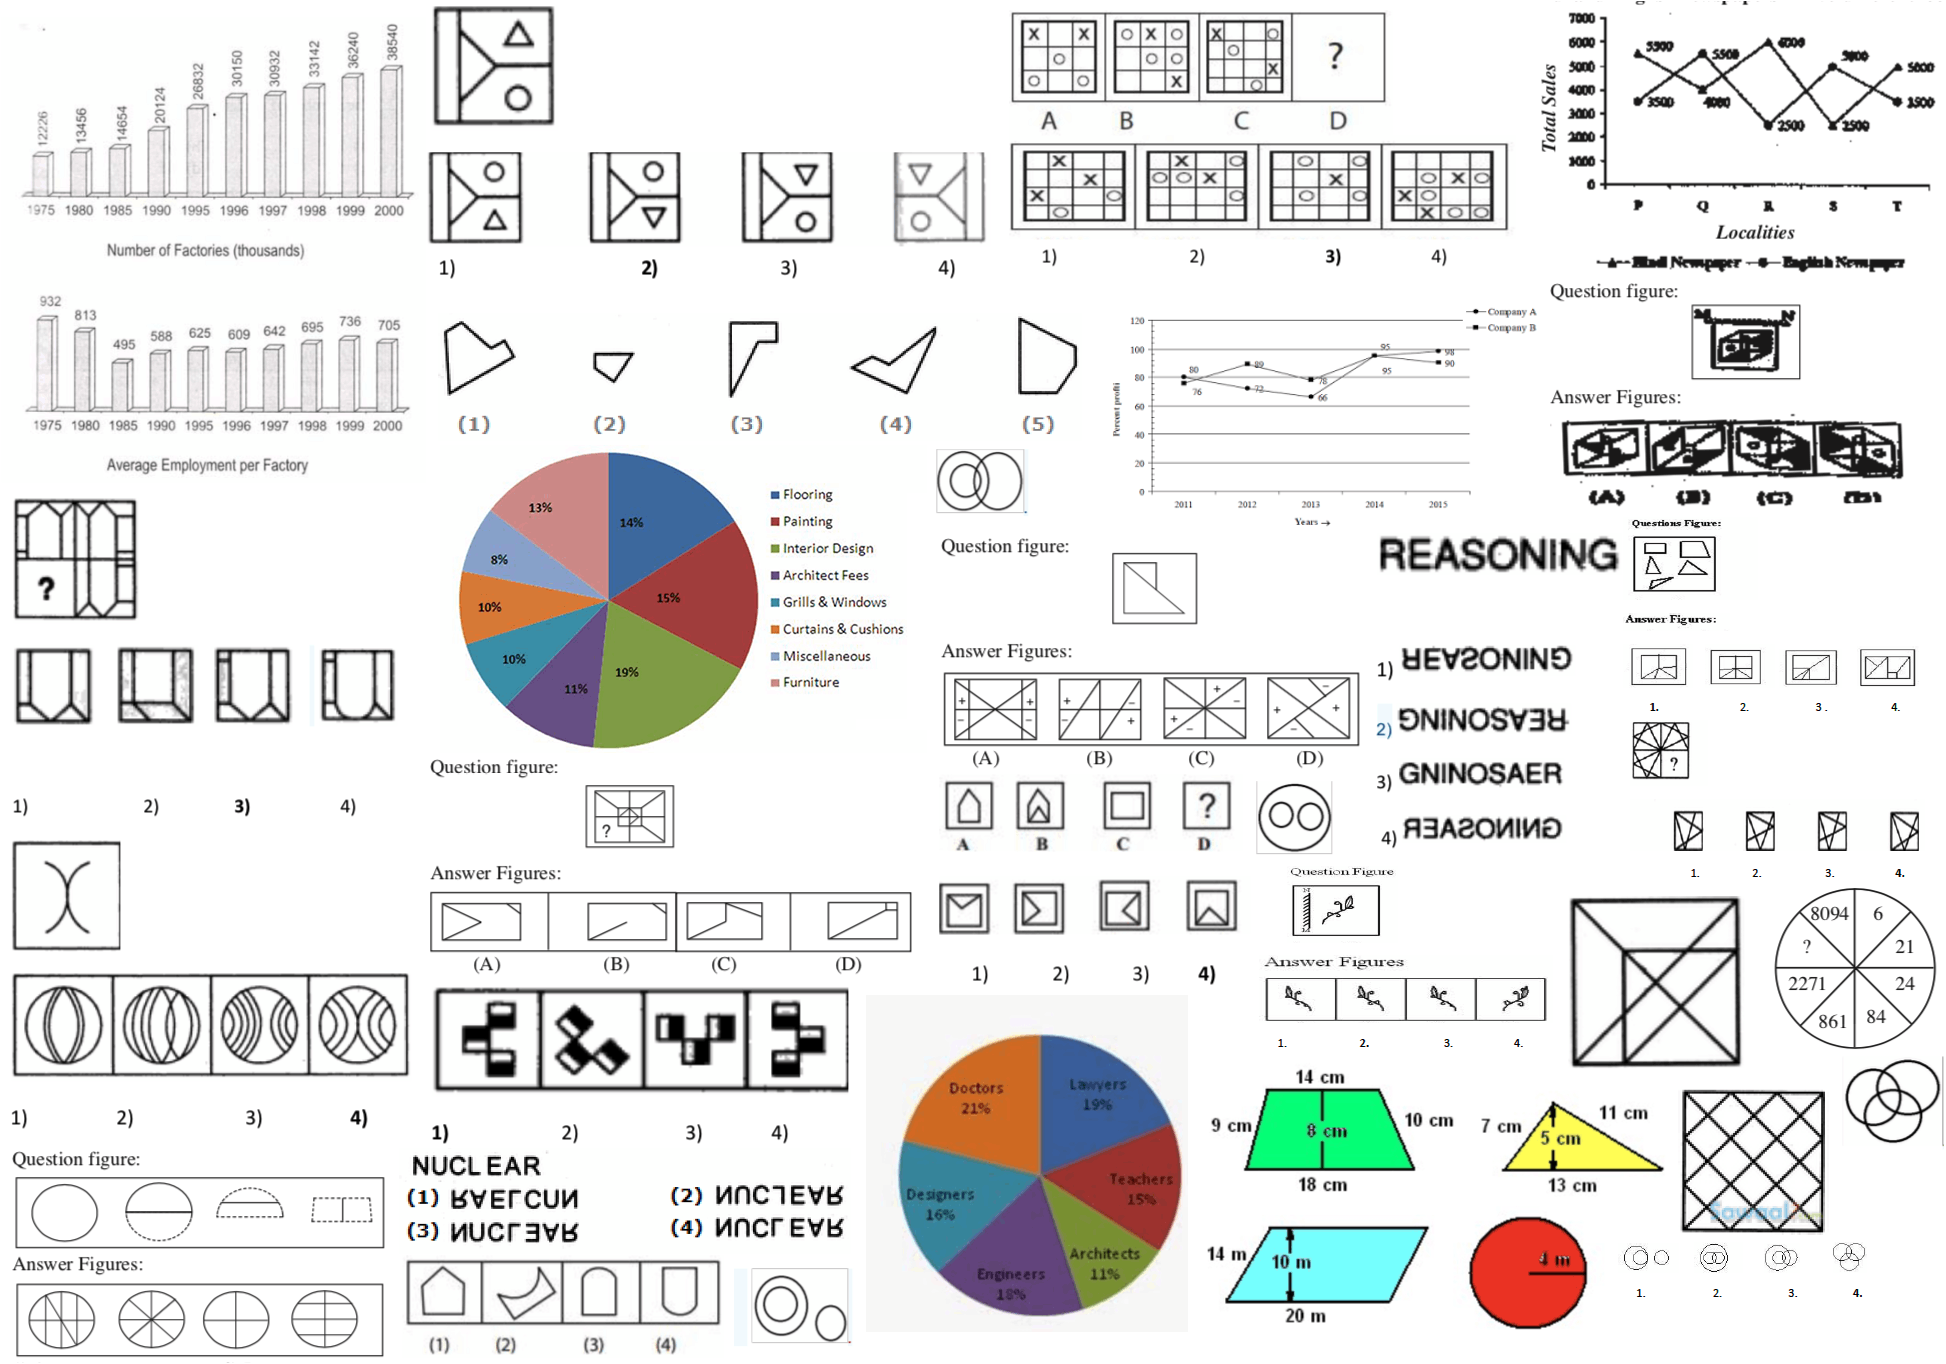 12226
13456
14654
20124
26832
30150
30932
33142
36240
38540
1975 1980 1985 1990 1995 1996 1997 1998 1999 2000
Number of Factories (thousands)
932
813
495
588
625
609
642
695
736
705
1975 1980 1985 1990 1995 1996 1997 1998 1999 2000
Average Employment per Factory
?
1) 2) 3) 4)
1) 2) 3) 4)
Question figure:
Answer Figures:
1) 2) 3) 4)
(1) (2) (3) (4) (5)
13%
14%
8%
15%
10%
10%
11%
19%
Flooring
Painting
Interior Design
Architect Fees
Grills & Windows
Curtains & Cushions
Miscellaneous
Furniture
Question figure:
?
Answer Figures:
(A) (B) (C) (D)
1) 2) 3) 4)
NUCLEAR
(1)
(2)
(3)
(4)
(1) (2) (3) (4)
X X
X
X
X
X
?
A B C D
X
X
X
X
X
X
X
X
X
1) 2) 3) 4)
120
100
80
60
40
20
0
Percent profit
80
76
89
72
78
66
95
95
98
90
2011 2012 2013 2014 2015
Years →
Company A
Company B
Question figure:
Answer Figures:
+ +
- -
+ -
- +
+ -
+ -
- +
+ -
(A) (B) (C) (D)
?
A B C D
1) 2) 3) 4)
Doctors
21%
Lawyers
19%
Teachers
15%
Architects
11%
Engineers
18%
Designers
16%
7000
6000
5000
4000
3000
2000
1000
0
Total Sales
5500
3500
5500
4000
6000
2500
5000
2500
5000
3500
P Q R S T
Localities
Hindi Newspaper English Newspaper
Question figure:
M N
Answer Figures:
(A) (B) (C) (D)
REASONING
1)
2)
3) GNINOSAER
4)
Questions Figure:
Answer Figures:
1. 2. 3. 4.
?
1. 2. 3. 4.
Question Figure
Answer Figures
1. 2. 3. 4.
8094 6
? 21
2271 24
861 84
14 cm
9 cm
8 cm
10 cm
18 cm
7 cm
5 cm
11 cm
13 cm
14 m
10 m
20 m
4 m
1. 2. 3. 4.